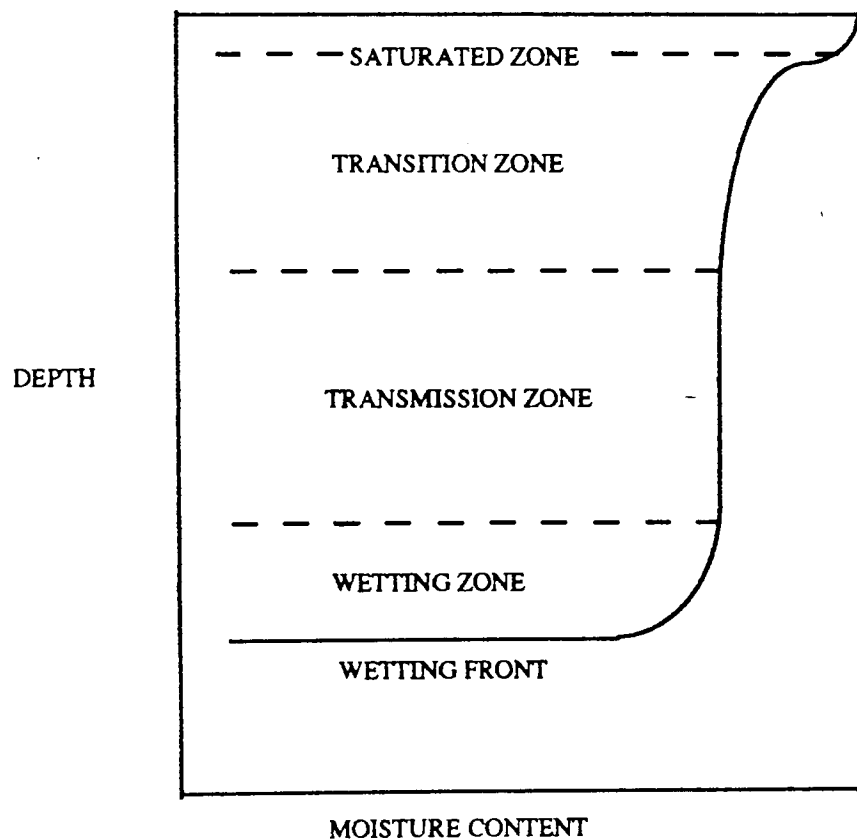 SATURATED ZONE
TRANSITION ZONE
DEPTH
TRANSMISSION ZONE
WETTING ZONE
WETTING FRONT
MOISTURE CONTENT